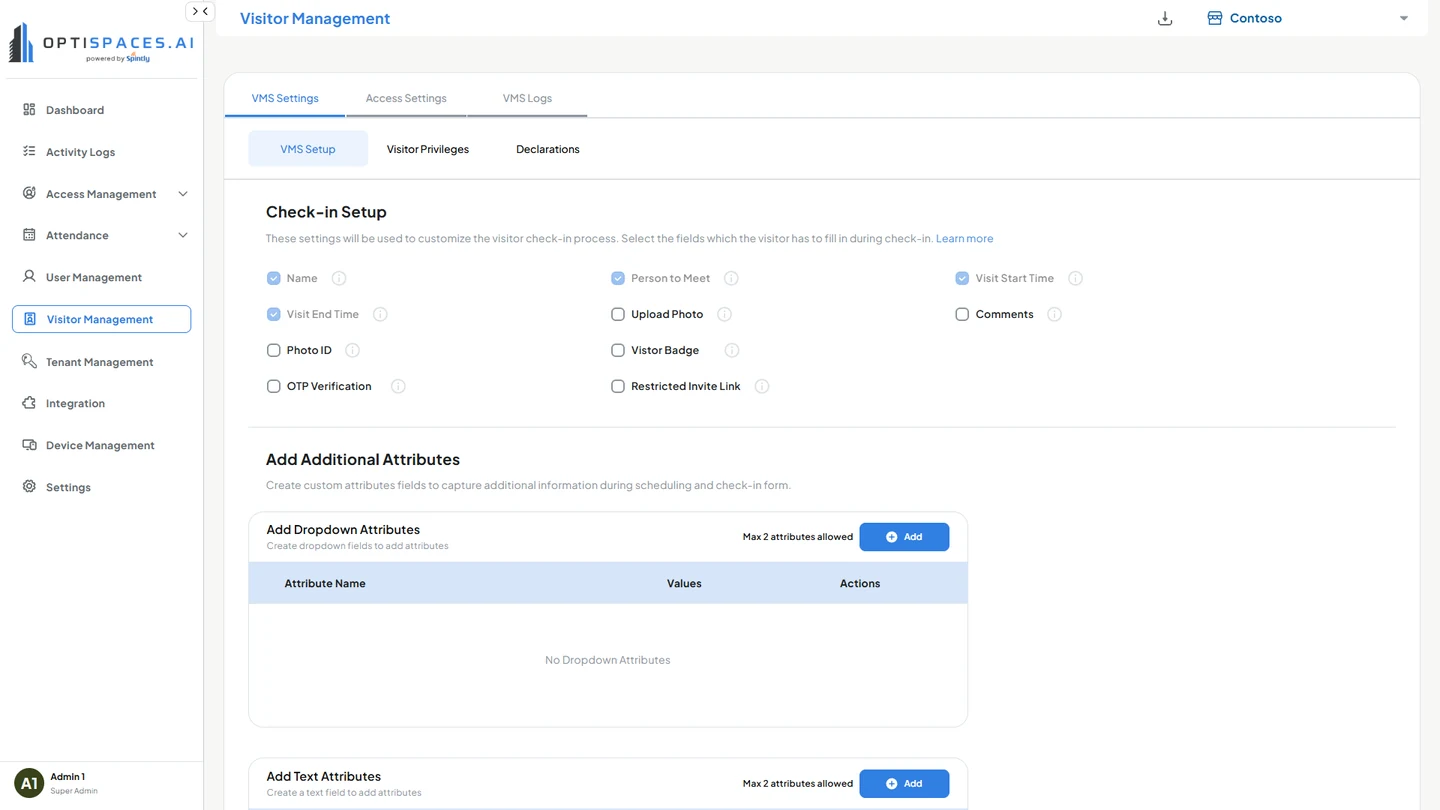 Visitor Management
Contoso
OPTISPACES.AI
powered by Spintly
Dashboard
Activity Logs
Access Management
Attendance
User Management
Visitor Management
Tenant Management
Integration
Device Management
Settings
A1
Admin 1
Super Admin
VMS Settings
Access Settings
VMS Logs
VMS Setup
Visitor Privileges
Declarations
Check-in Setup
These settings will be used to customize the visitor check-in process. Select the fields which the visitor has to fill in during check-in. Learn more
Name
Person to Meet
Visit Start Time
Visit End Time
Upload Photo
Comments
Photo ID
Vistor Badge
OTP Verification
Restricted Invite Link
Add Additional Attributes
Create custom attributes fields to capture additional information during scheduling and check-in form.
Add Dropdown Attributes
Create dropdown fields to add attributes
Max 2 attributes allowed
Add
Attribute Name
Values
Actions
No Dropdown Attributes
Add Text Attributes
Create a text field to add attributes
Max 2 attributes allowed
Add